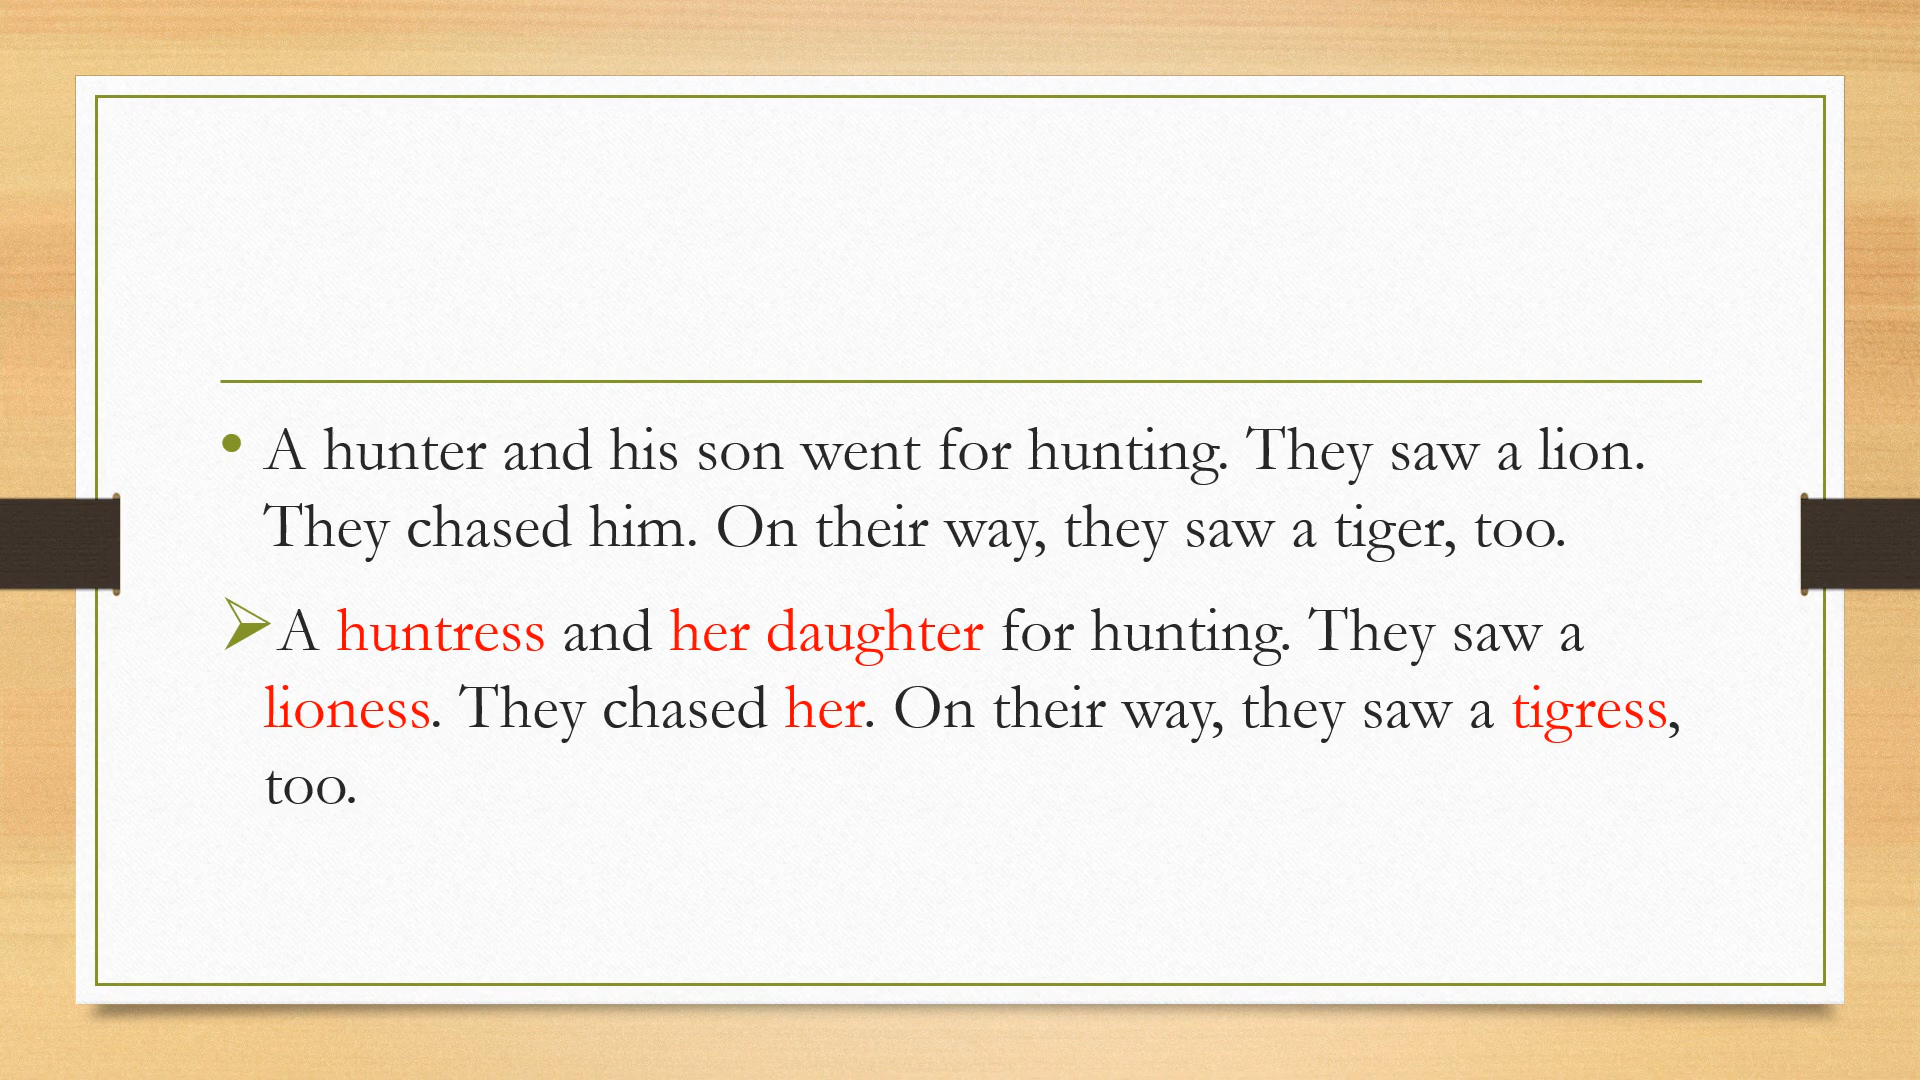 • A hunter and his son went for hunting. They saw a lion.
They chased him. On their way, they saw a tiger, too.
➢ A huntress and her daughter for hunting. They saw a
lioness. They chased her. On their way, they saw a tigress,
too.